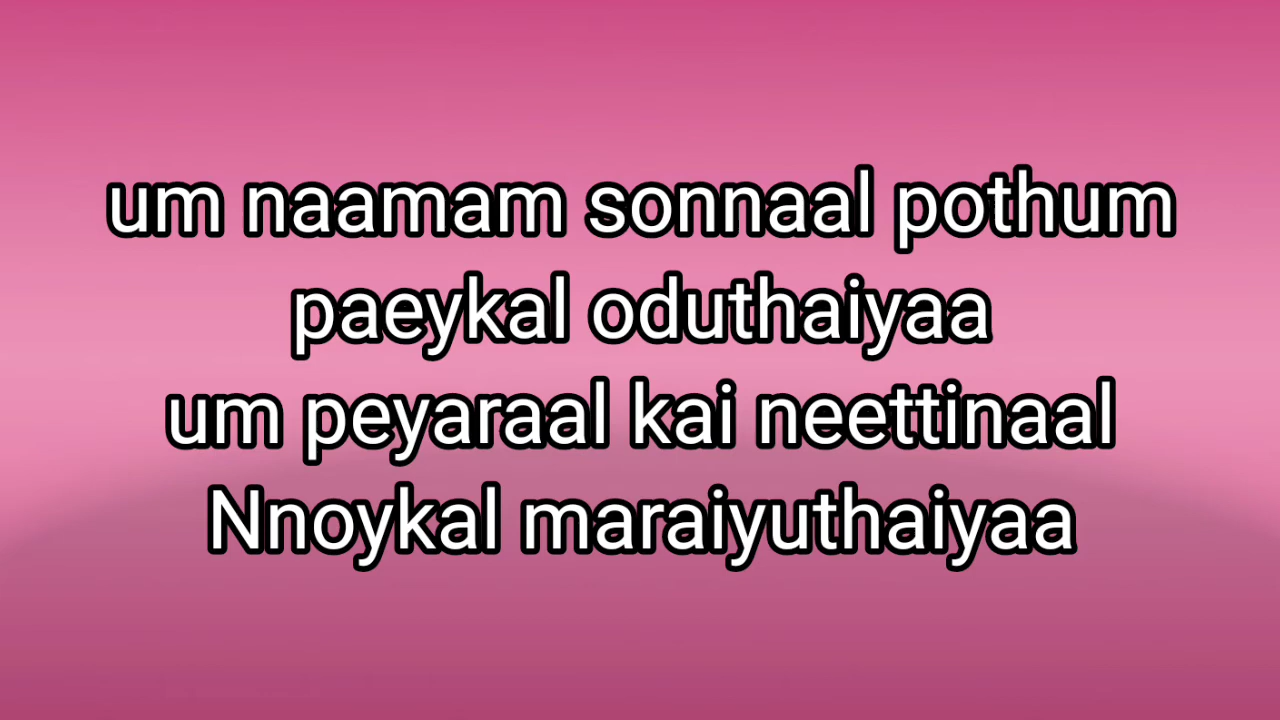 um naamam sonnaal pothum
paeykal oduthaiyaa
um peyaraal kai neettinaal
Nnoykal maraiyuthaiyaa